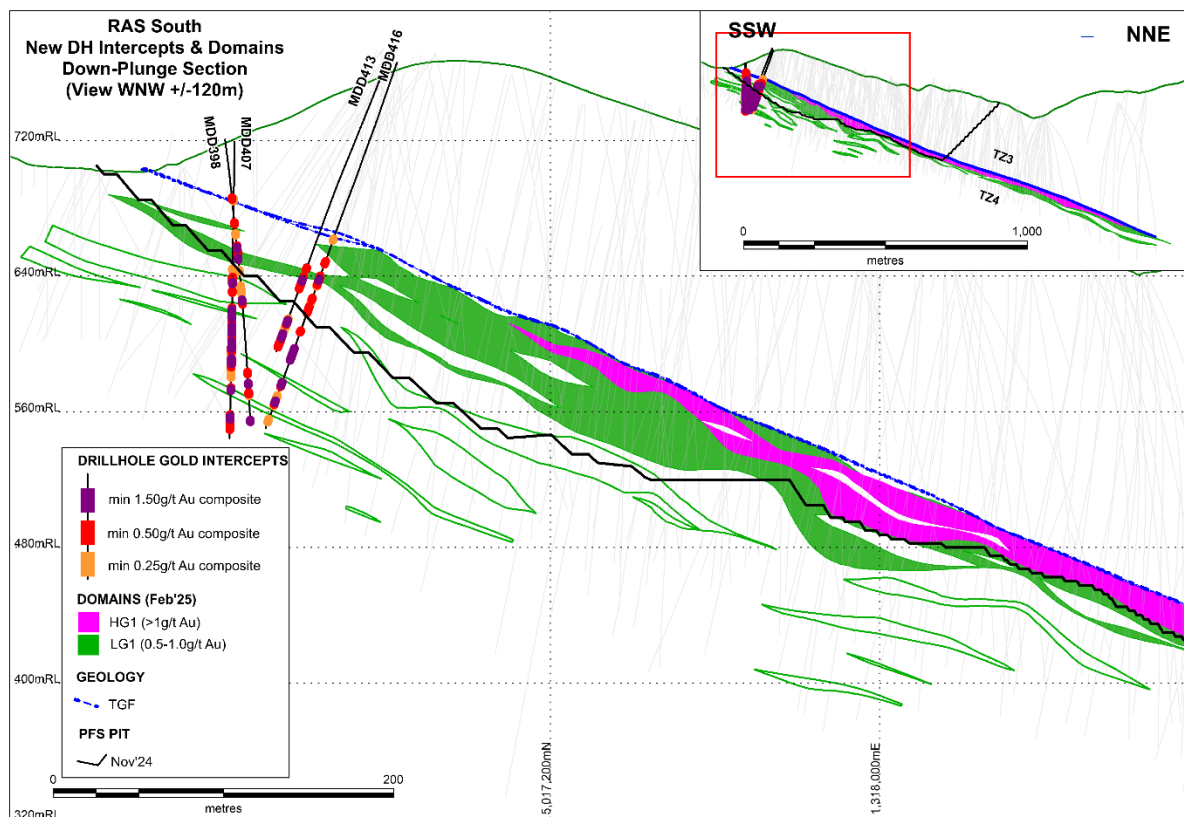 RAS South
New DH Intercepts & Domains
Down-Plunge Section
(View WNW +/-120m)
MDD398
MDD407
MDD413
MDD416
SSW
NNE
TZ3
TZ4
0
1,000
metres
720mRL
640mRL
560mRL
480mRL
400mRL
320mRL
DRILLHOLE GOLD INTERCEPTS
min 1.50g/t Au composite
min 0.50g/t Au composite
min 0.25g/t Au composite
DOMAINS (Feb'25)
HG1 (>1g/t Au)
LG1 (0.5-1.0g/t Au)
GEOLOGY
TGF
PFS PIT
Nov'24
0
200
metres
5,017,200mN
1,318,000mE